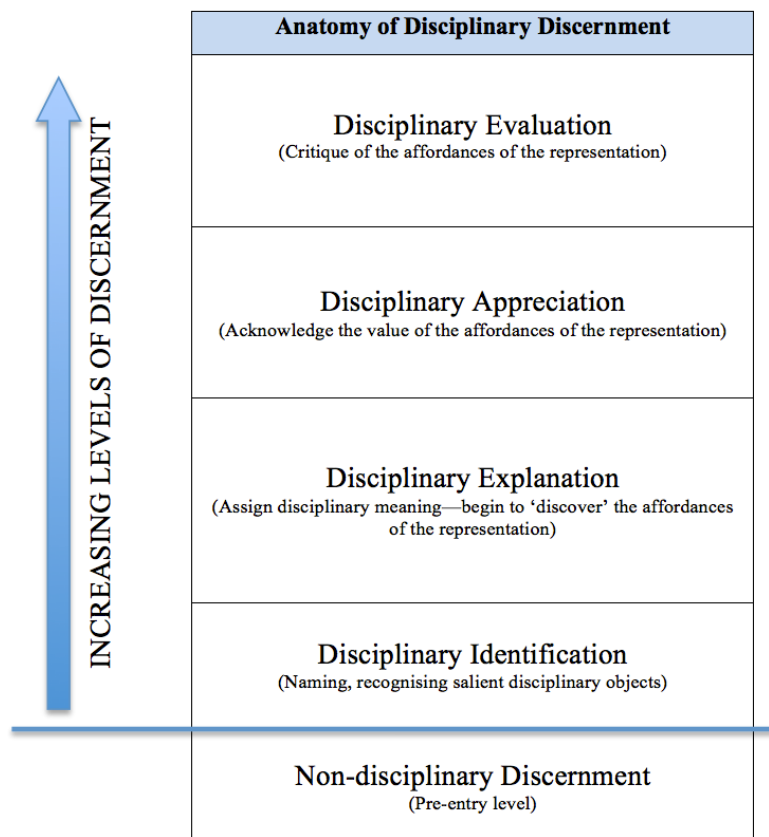 Anatomy of Disciplinary Discernment
INCREASING LEVELS OF DISCERNMENT
Disciplinary Evaluation
(Critique of the affordances of the representation)
Disciplinary Appreciation
(Acknowledge the value of the affordances of the representation)
Disciplinary Explanation
(Assign disciplinary meaning—begin to ‘discover’ the affordances
of the representation)
Disciplinary Identification
(Naming, recognising salient disciplinary objects)
Non-disciplinary Discernment
(Pre-entry level)